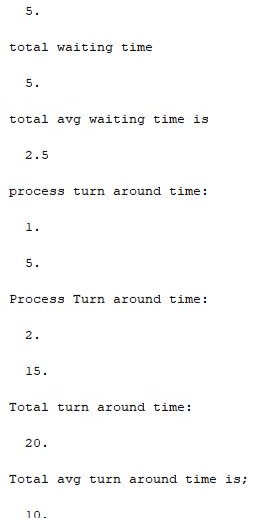 5.
total waiting time
5.
total avg waiting time is
2.5
process turn around time:
1.
5.
Process Turn around time:
2.
15.
Total turn around time:
20.
Total avg turn around time is;
10.